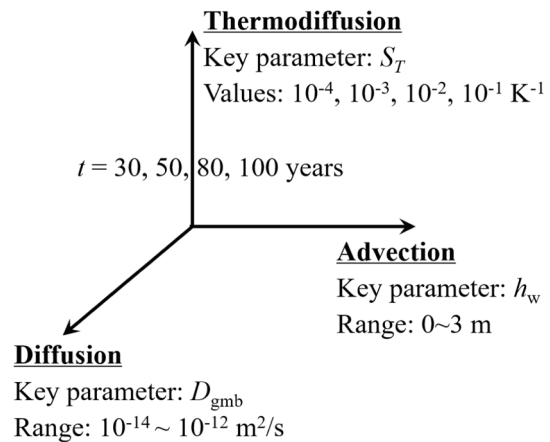 Thermodiffusion
Key parameter: S_T
Values: 10⁻⁴, 10⁻³, 10⁻², 10⁻¹ K⁻¹
t = 30, 50, 80, 100 years
Advection
Key parameter: h_w
Range: 0~3 m
Diffusion
Key parameter: D_gmb
Range: 10⁻¹⁴ ~ 10⁻¹² m²/s